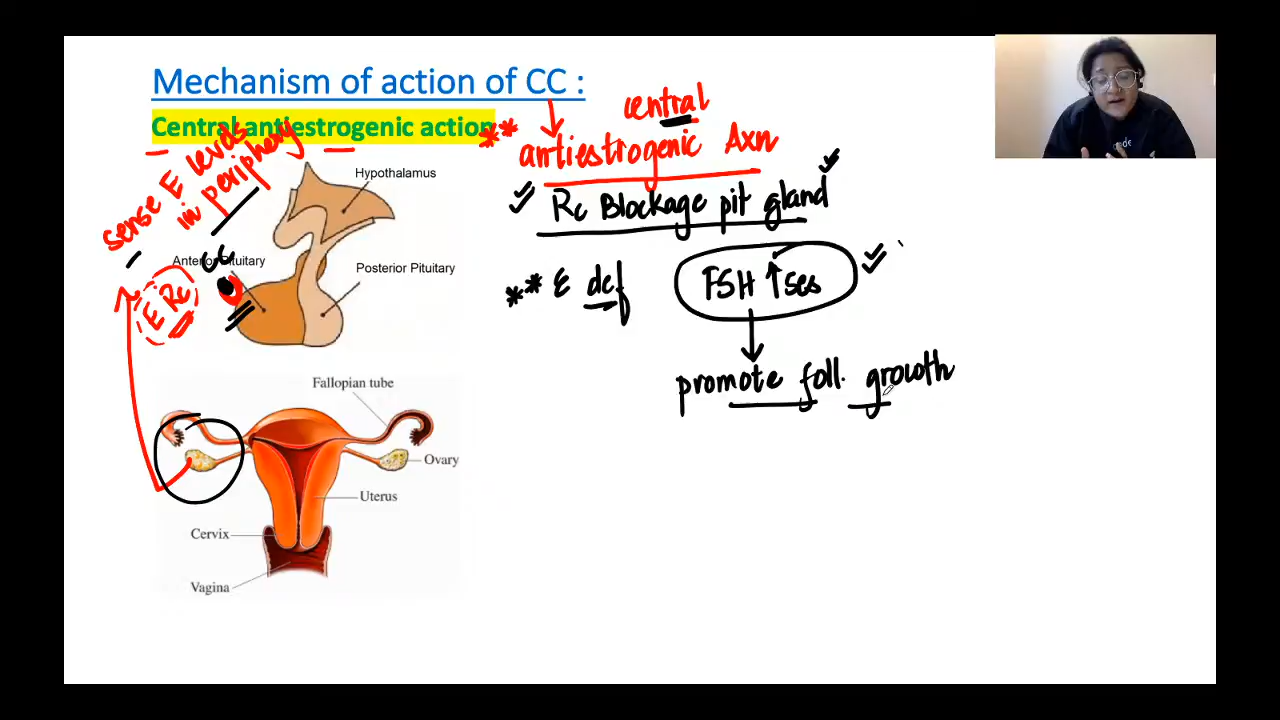 Mechanism of action of CC :
Central antiestrogenic action
central
** antiestrogenic Axn
Rc Blockage pit gland
** E def
FSH ↑ses
promote foll. growth
sense E levels
in periphery
CC
E Rc
Hypothalamus
Anterior Pituitary
Posterior Pituitary
Fallopian tube
Ovary
Uterus
Cervix
Vagina